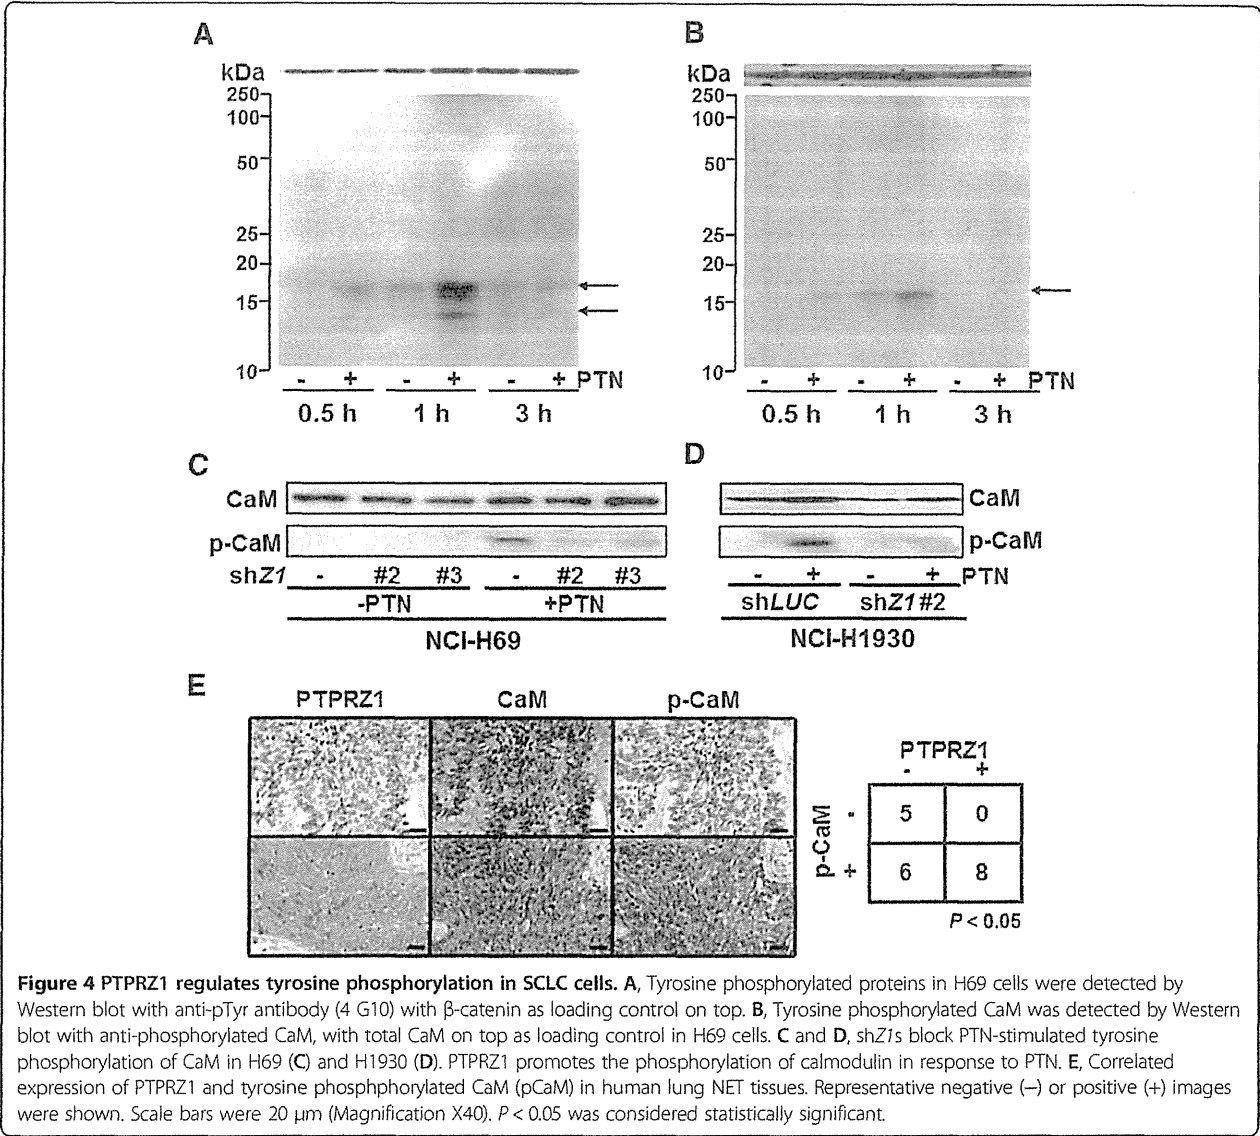 A
kDa
250
100
50
25
20
15
10
- + - + - + PTN
0.5 h 1 h 3 h
B
kDa
250
100
50
25
20
15
10
- + - + - + PTN
0.5 h 1 h 3 h
C
CaM
p-CaM
shZ1 - #2 #3 - #2 #3
-PTN +PTN
NCI-H69
D
CaM
p-CaM
- + - + PTN
shLUC shZ1#2
NCI-H1930
E
PTPRZ1 CaM p-CaM
PTPRZ1
- +
p-CaM
- 5 0
+ 6 8
P < 0.05
Figure 4 PTPRZ1 regulates tyrosine phosphorylation in SCLC cells. A, Tyrosine phosphorylated proteins in H69 cells were detected by
Western blot with anti-pTyr antibody (4 G10) with β-catenin as loading control on top. B, Tyrosine phosphorylated CaM was detected by Western
blot with anti-phosphorylated CaM, with total CaM on top as loading control in H69 cells. C and D, shZ1s block PTN-stimulated tyrosine
phosphorylation of CaM in H69 (C) and H1930 (D). PTPRZ1 promotes the phosphorylation of calmodulin in response to PTN. E, Correlated
expression of PTPRZ1 and tyrosine phosphphorylated CaM (pCaM) in human lung NET tissues. Representative negative (–) or positive (+) images
were shown. Scale bars were 20 μm (Magnification X40). P < 0.05 was considered statistically significant.